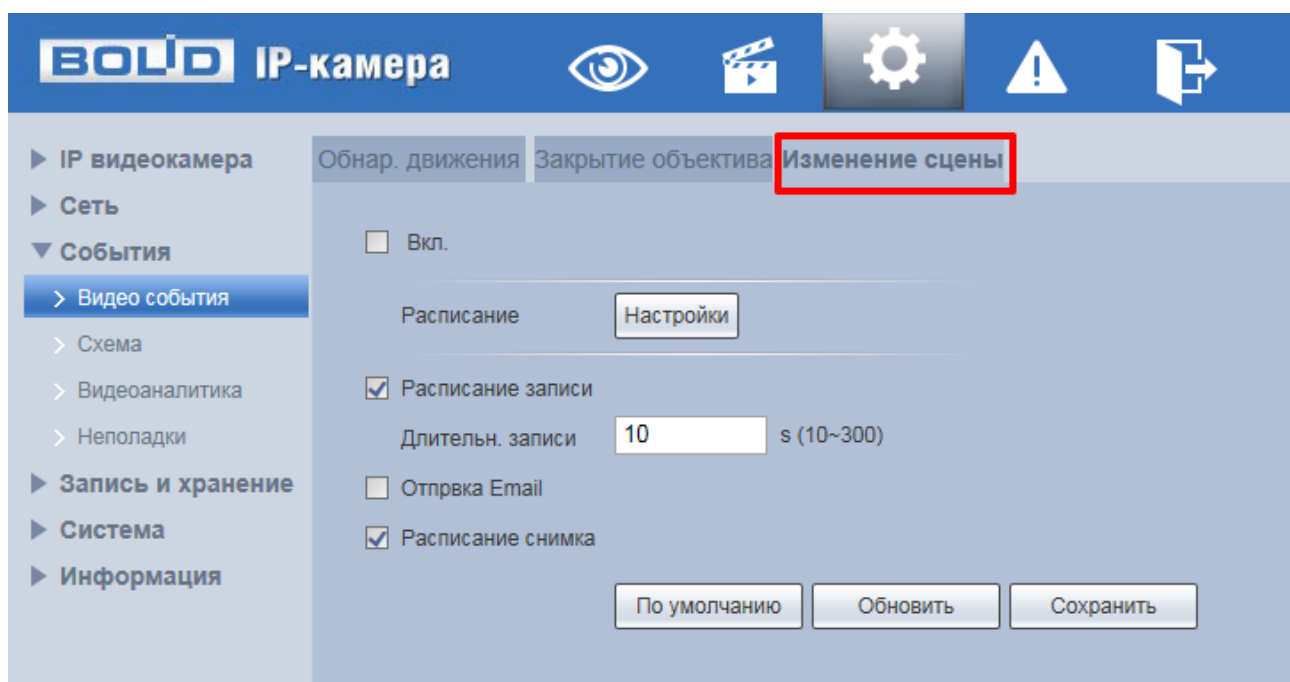 BOLID IP-камера
IP видеокамера
Сеть
События
Видео события
Схема
Видеоаналитика
Неполадки
Запись и хранение
Система
Информация
Обнар. движения Закрытие объектива Изменение сцены
Вкл.
Расписание Настройки
Расписание записи
Длительн. записи 10 s (10~300)
Отпрвка Email
Расписание снимка
По умолчанию Обновить Сохранить